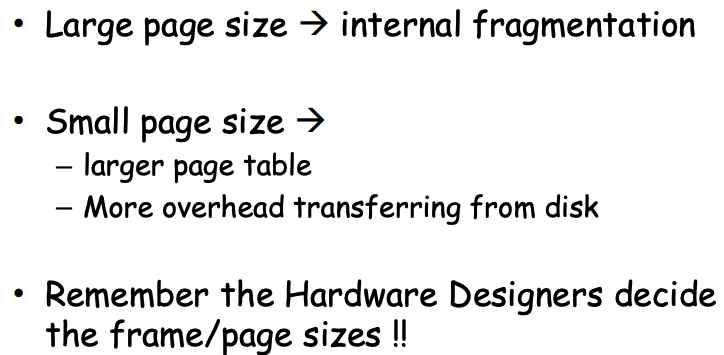 • Large page size → internal fragmentation
• Small page size →
– larger page table
– More overhead transferring from disk
• Remember the Hardware Designers decide
the frame/page sizes !!